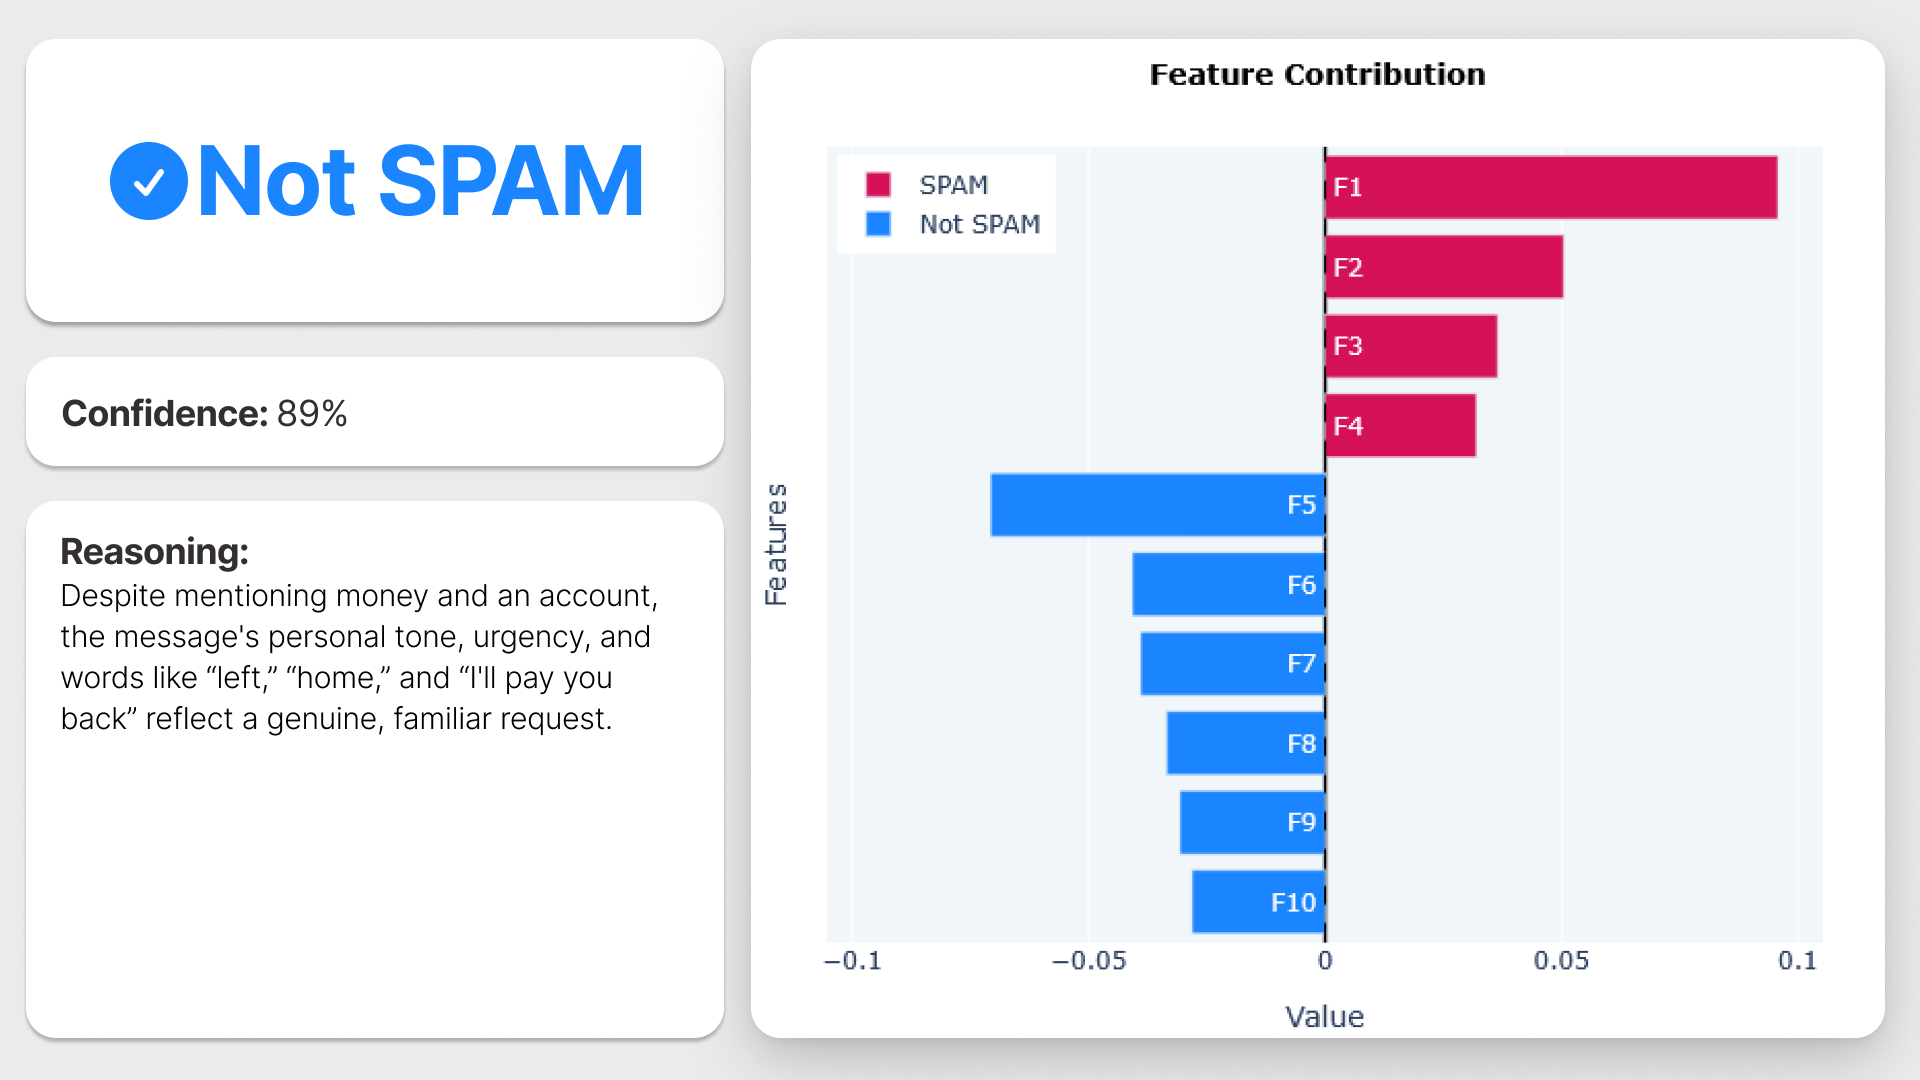 Not SPAM
Confidence: 89%
Reasoning:
Despite mentioning money and an account,
the message's personal tone, urgency, and
words like “left,” “home,” and “I'll pay you
back” reflect a genuine, familiar request.
Feature Contribution
SPAM
Not SPAM
Features
F1
F2
F3
F4
F5
F6
F7
F8
F9
F10
−0.1
−0.05
0
0.05
0.1
Value